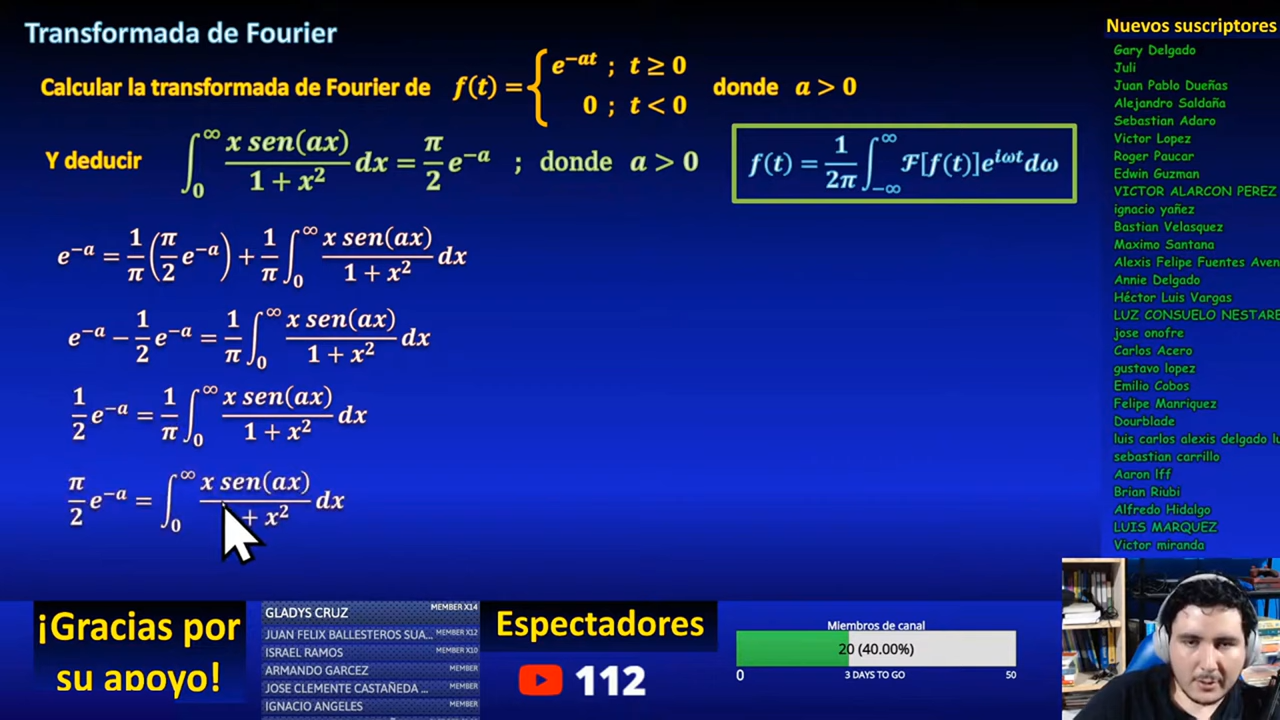 Transformada de Fourier
Calcular la transformada de Fourier de f(t) = { e^{-at} ; t ≥ 0
0 ; t < 0 donde a > 0
Y deducir ∫_0^∞ x sen(ax) / (1 + x²) dx = π/2 e^{-a} ; donde a > 0
f(t) = 1/2π ∫_{-∞}^∞ ℱ[f(t)]e^{iωt}dω
e^{-a} = 1/π (π/2 e^{-a}) + 1/π ∫_0^∞ x sen(ax) / (1 + x²) dx
e^{-a} − 1/2 e^{-a} = 1/π ∫_0^∞ x sen(ax) / (1 + x²) dx
1/2 e^{-a} = 1/π ∫_0^∞ x sen(ax) / (1 + x²) dx
π/2 e^{-a} = ∫_0^∞ x sen(ax) / + x² dx
Nuevos suscriptores
Gary Delgado
Juli
Juan Pablo Dueñas
Alejandro Saldaña
Sebastian Adaro
Victor Lopez
Roger Paucar
Edwin Guzman
VICTOR ALARCON PEREZ
ignacio yañez
Bastian Velasquez
Maximo Santana
Alexis Felipe Fuentes Aven
Annie Delgado
Héctor Luis Vargas
LUZ CONSUELO NESTARE
jose onofre
Carlos Acero
gustavo lopez
Emilio Cobos
Felipe Manriquez
Dourblade
luis carlos alexis delgado lu
sebastian carrillo
Aaron lff
Brian Riubi
Alfredo Hidalgo
LUIS MARQUEZ
Victor miranda
¡Gracias por
su apoyo!
GLADYS CRUZ MEMBER X14
JUAN FELIX BALLESTEROS SUA... MEMBER X12
ISRAEL RAMOS MEMBER X10
ARMANDO GARCEZ MEMBER
JOSE CLEMENTE CASTAÑEDA ... MEMBER
IGNACIO ANGELES MEMBER
Espectadores
112
Miembros de canal
20 (40.00%)
0 3 DAYS TO GO 50